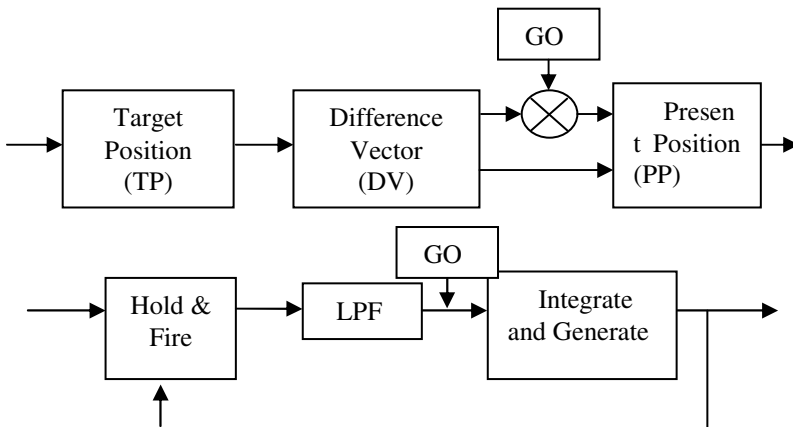 GO
Target
Position
(TP)
Difference
Vector
(DV)
Presen
t Position
(PP)
GO
Hold &
Fire
LPF
Integrate
and Generate